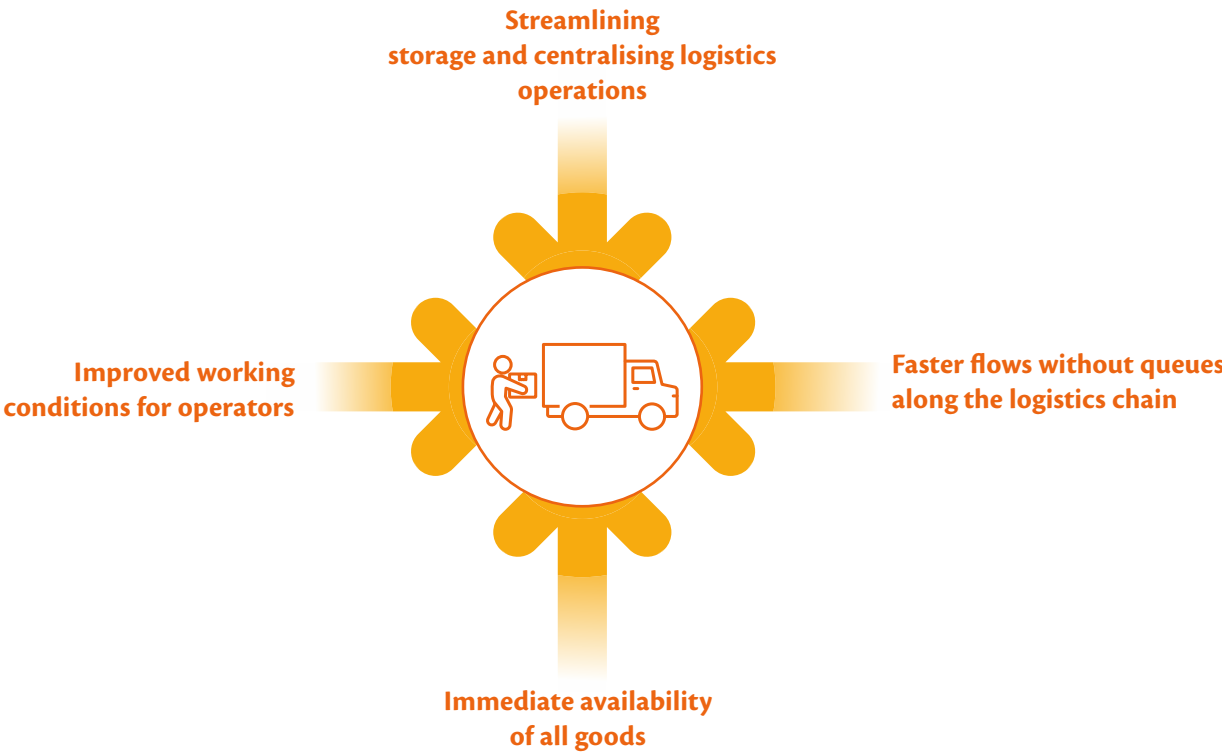 Streamlining
storage and centralising logistics
operations
Improved working
conditions for operators
Faster flows without queues
along the logistics chain
Immediate availability
of all goods